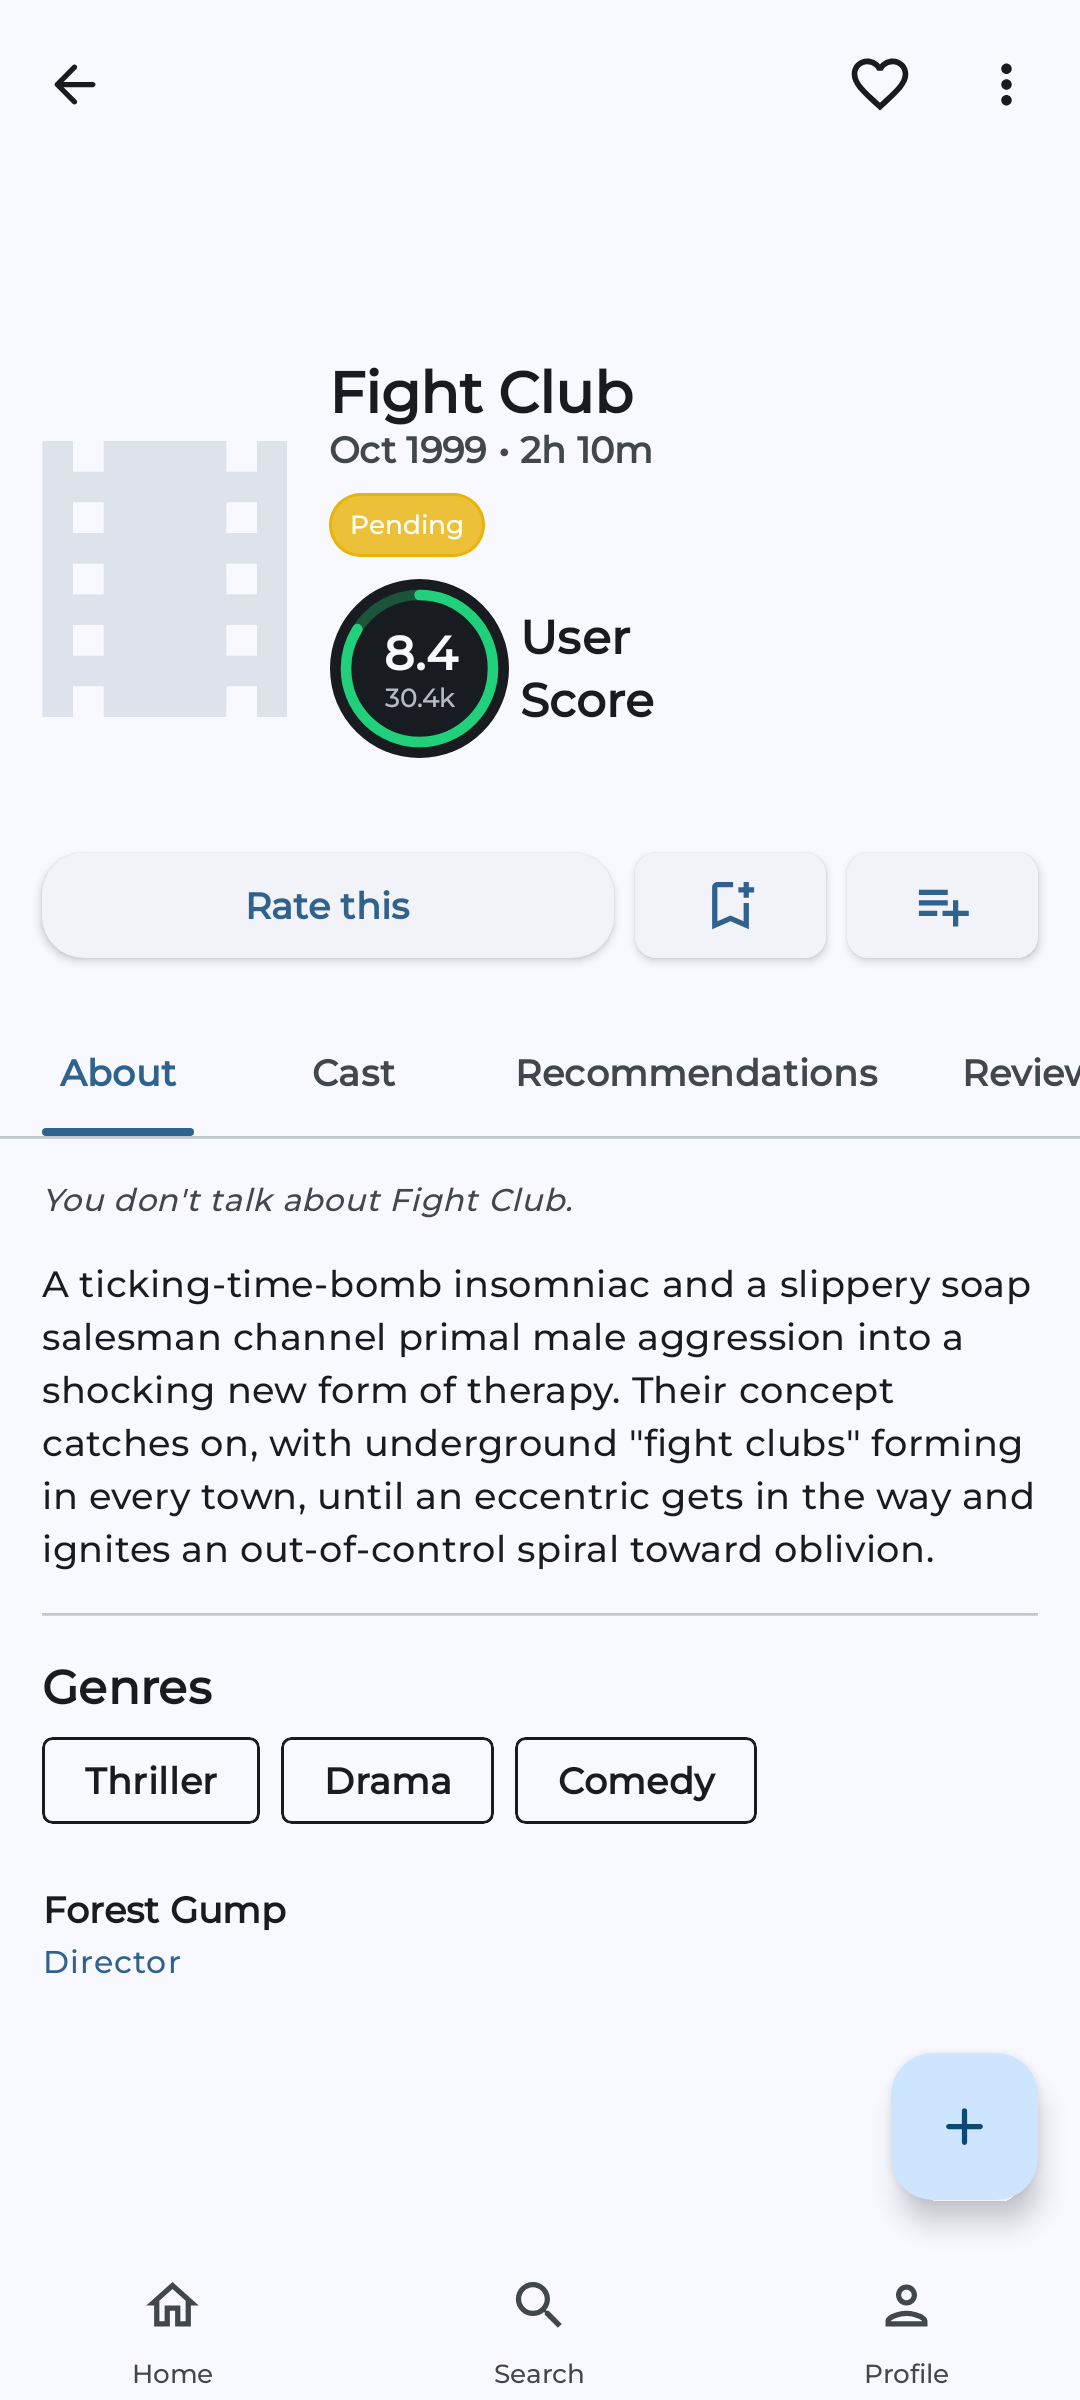 Fight Club
Oct 1999 • 2h 10m
Pending
8.4
30.4k
User
Score
Rate this
About
Cast
Recommendations
Review
You don't talk about Fight Club.
A ticking-time-bomb insomniac and a slippery soap
salesman channel primal male aggression into a
shocking new form of therapy. Their concept
catches on, with underground "fight clubs" forming
in every town, until an eccentric gets in the way and
ignites an out-of-control spiral toward oblivion.
Genres
Thriller
Drama
Comedy
Forest Gump
Director
Home
Search
Profile